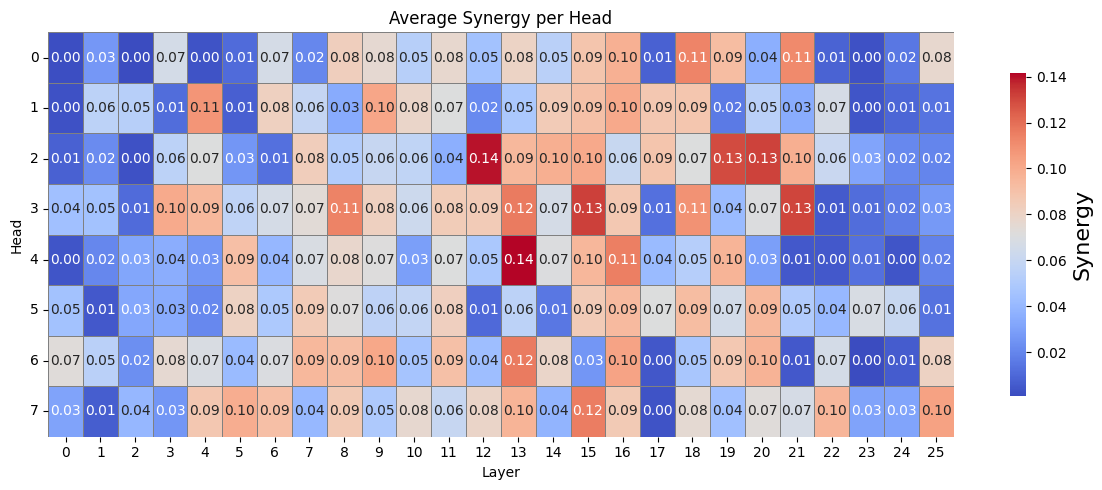 Average Synergy per Head
0 0.00 0.03 0.00 0.07 0.00 0.01 0.07 0.02 0.08 0.08 0.05 0.08 0.05 0.08 0.05 0.09 0.10 0.01 0.11 0.09 0.04 0.11 0.01 0.00 0.02 0.08
1 0.00 0.06 0.05 0.01 0.11 0.01 0.08 0.06 0.03 0.10 0.08 0.07 0.02 0.05 0.09 0.09 0.10 0.09 0.09 0.02 0.05 0.03 0.07 0.00 0.01 0.01
2 0.01 0.02 0.00 0.06 0.07 0.03 0.01 0.08 0.05 0.06 0.06 0.04 0.14 0.09 0.10 0.10 0.06 0.09 0.07 0.13 0.13 0.10 0.06 0.03 0.02 0.02
3 0.04 0.05 0.01 0.10 0.09 0.06 0.07 0.07 0.11 0.08 0.06 0.08 0.09 0.12 0.07 0.13 0.09 0.01 0.11 0.04 0.07 0.13 0.01 0.01 0.02 0.03
4 0.00 0.02 0.03 0.04 0.03 0.09 0.04 0.07 0.08 0.07 0.03 0.07 0.05 0.14 0.07 0.10 0.11 0.04 0.05 0.10 0.03 0.01 0.00 0.01 0.00 0.02
5 0.05 0.01 0.03 0.03 0.02 0.08 0.05 0.09 0.07 0.06 0.06 0.08 0.01 0.06 0.01 0.09 0.09 0.07 0.09 0.07 0.09 0.05 0.04 0.07 0.06 0.01
6 0.07 0.05 0.02 0.08 0.07 0.04 0.07 0.09 0.09 0.10 0.05 0.09 0.04 0.12 0.08 0.03 0.10 0.00 0.05 0.09 0.10 0.01 0.07 0.00 0.01 0.08
7 0.03 0.01 0.04 0.03 0.09 0.10 0.09 0.04 0.09 0.05 0.08 0.06 0.08 0.10 0.04 0.12 0.09 0.00 0.08 0.04 0.07 0.07 0.10 0.03 0.03 0.10
0 1 2 3 4 5 6 7 8 9 10 11 12 13 14 15 16 17 18 19 20 21 22 23 24 25
Layer
Head
0.14
0.12
0.10
0.08
0.06
0.04
0.02
Synergy